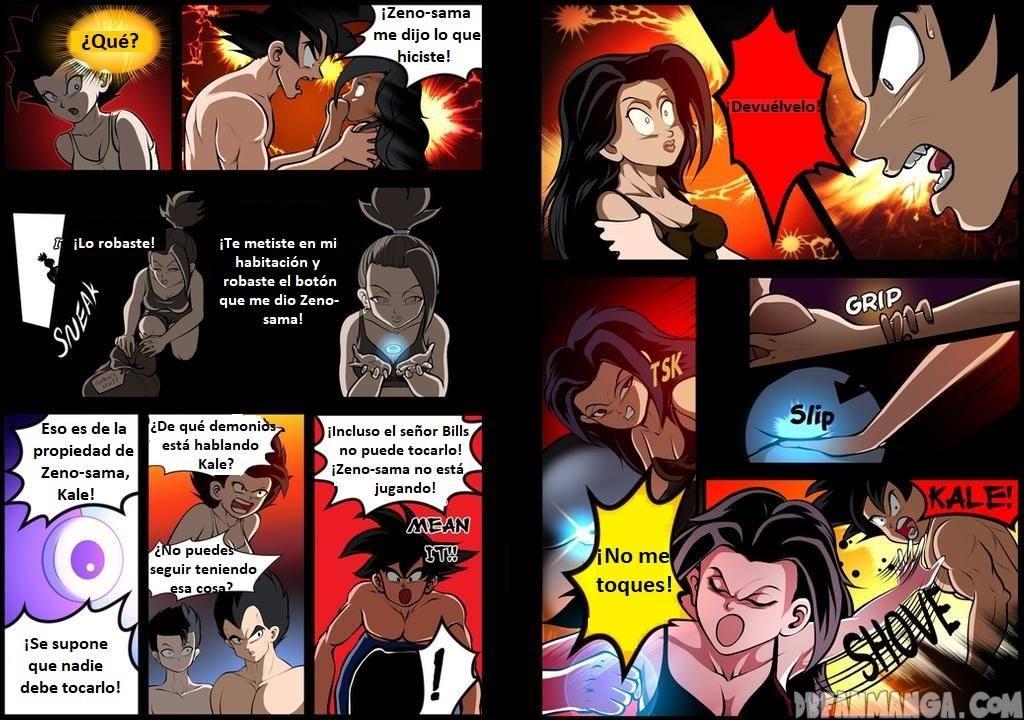 ¿Qué?
¡Zeno-sama
me dijo lo que
hiciste!
¡Lo robaste!
SNEAK
¡Te metiste en mi
habitación y
robaste el botón
que me dio Zeno-
sama!
Eso es de la
propiedad de
Zeno-sama,
Kale!
¡Se supone
que nadie
debe tocarlo!
¿De qué demonios
está hablando
Kale?
¿No puedes
seguir teniendo
esa cosa?
¡Incluso el señor Bills
no puede tocarlo!
¡Zeno-sama no está
jugando!
MEAN
IT!!
!
¡Devuélvelo!
TSK
GRIP
Slip
¡No me
toques!
KALE!
SHOVE
DBFANMANGA.COM